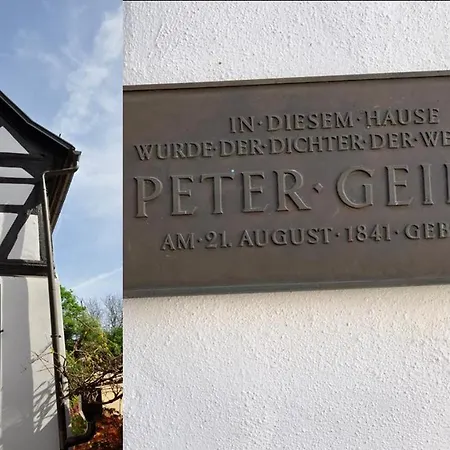 IN·DIESEM·HAUSE
WURDE·DER·DICHTER·DER·WE
PETER·GEI
AM·21.AUGUST·1841·GEB